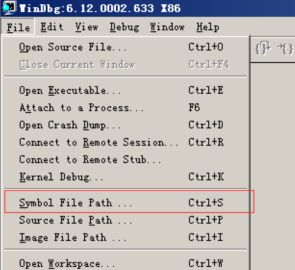 WinDbg:6.12.0002.633 X86
File Edit View Debug Window Help
Open Source File... Ctrl+O
Close Current Window Ctrl+F4
Open Executable... Ctrl+E
Attach to a Process... F6
Open Crash Dump... Ctrl+D
Connect to Remote Session... Ctrl+R
Connect to Remote Stub...
Kernel Debug... Ctrl+K
Symbol File Path ... Ctrl+S
Source File Path ... Ctrl+P
Image File Path ... Ctrl+I
Open Workspace... Ctrl+W